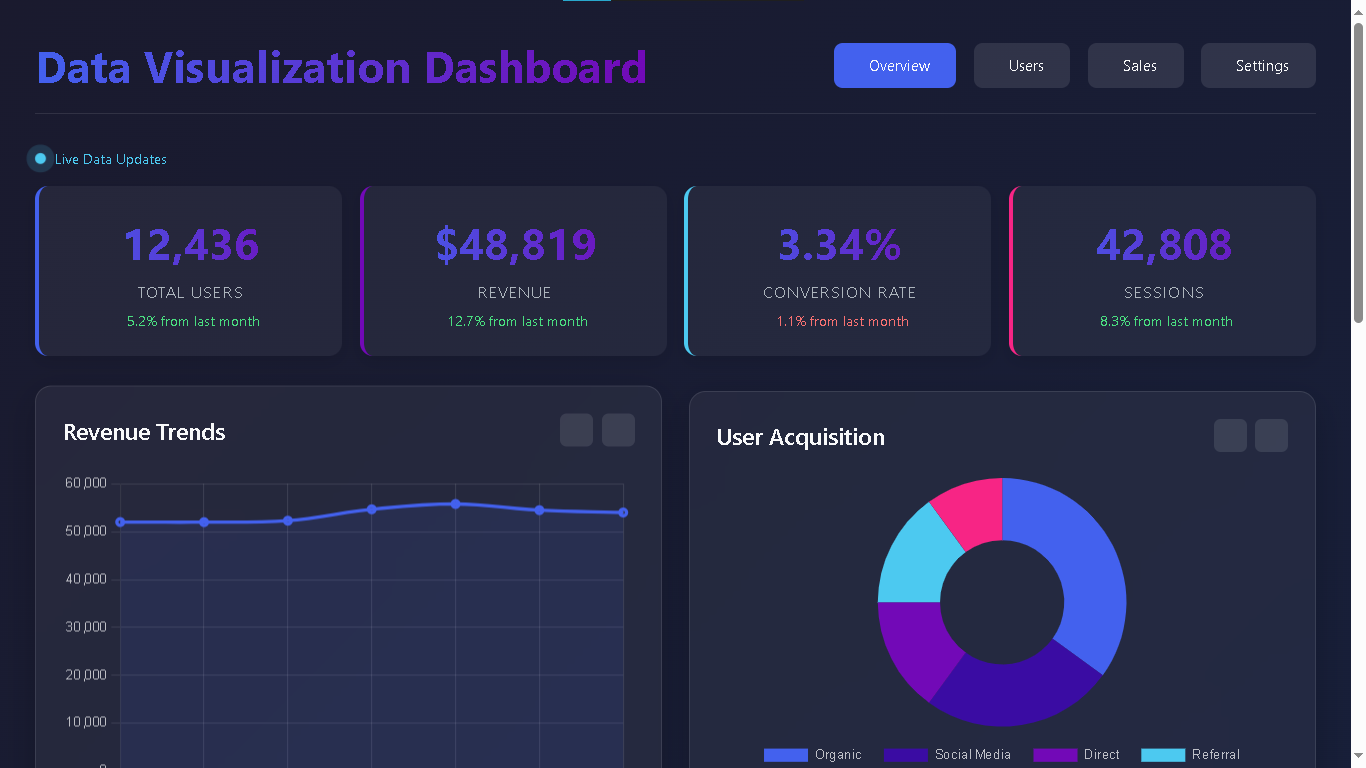 Data Visualization Dashboard
Overview
Users
Sales
Settings
Live Data Updates
12,436
TOTAL USERS
5.2% from last month
$48,819
REVENUE
12.7% from last month
3.34%
CONVERSION RATE
1.1% from last month
42,808
SESSIONS
8.3% from last month
Revenue Trends
60,000
50,000
40,000
30,000
20,000
10,000
0
User Acquisition
Organic
Social Media
Direct
Referral